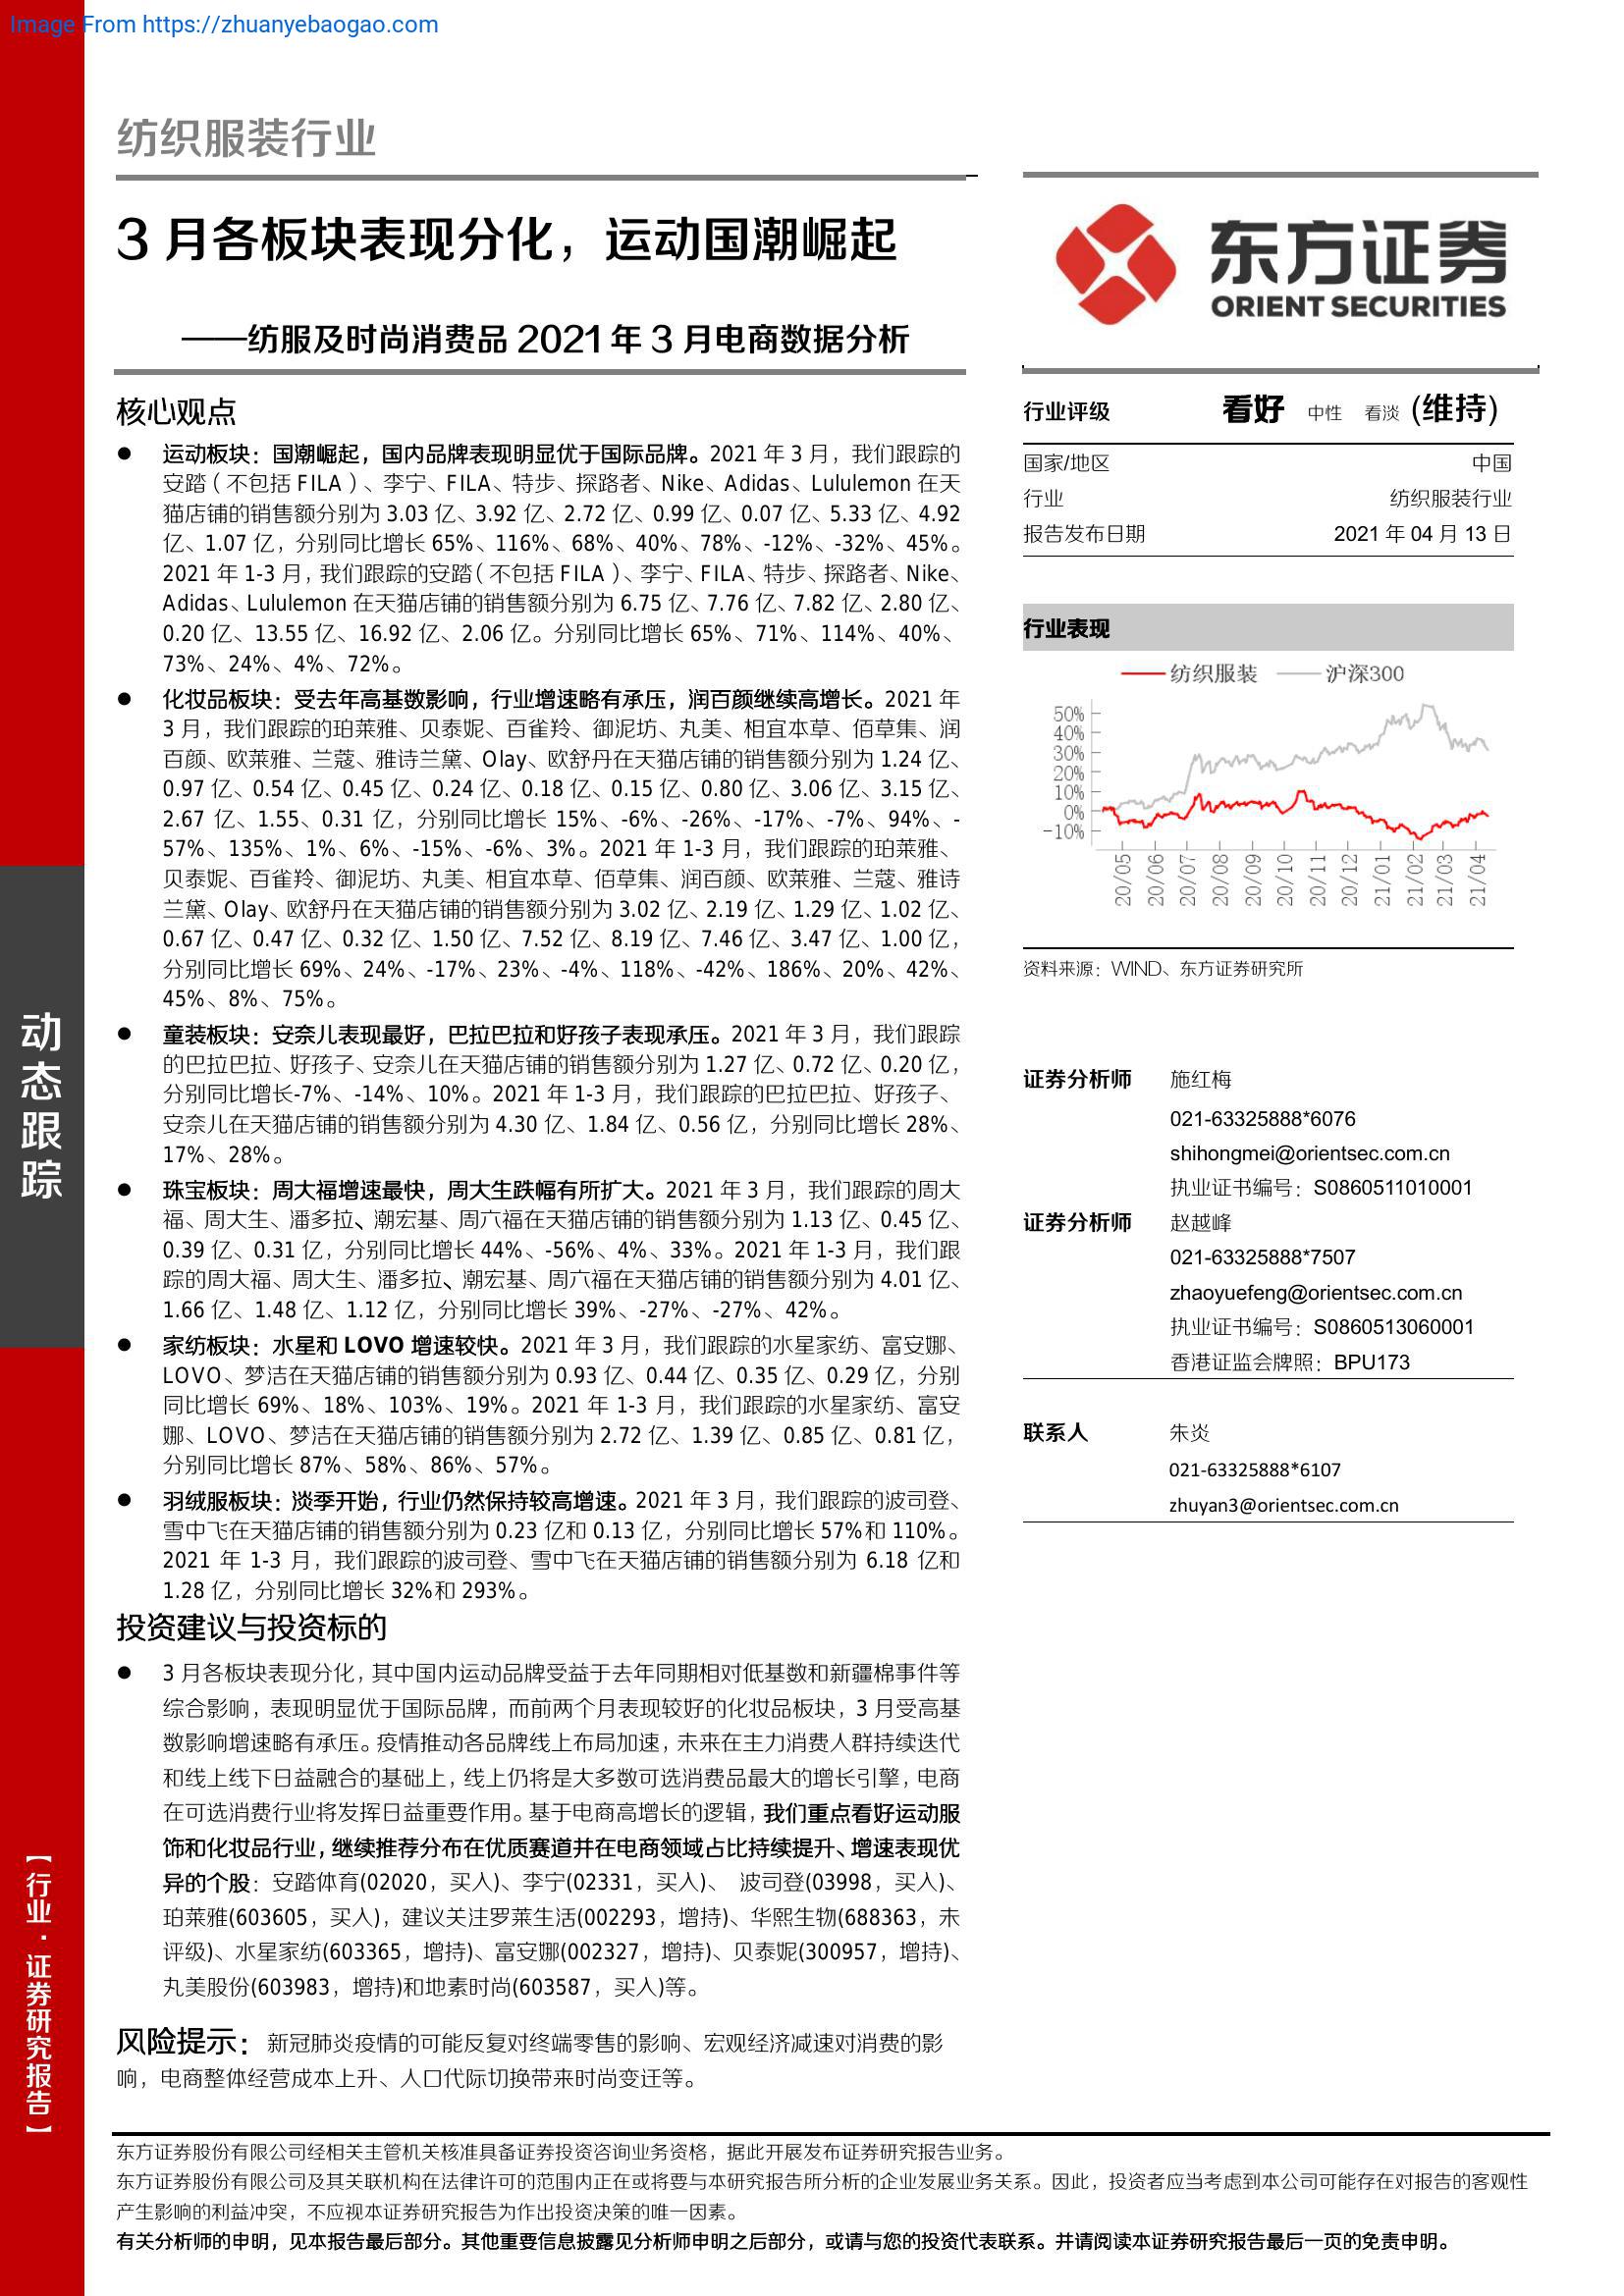 Image From https://zhuanyebaogao.com
纺织服装行业
3 月各板块表现分化，运动国潮崛起
——纺服及时尚消费品 2021 年 3 月电商数据分析
核心观点
● 运动板块：国潮崛起，国内品牌表现明显优于国际品牌。2021 年 3 月，我们跟踪的
安踏（不包括 FILA）、李宁、FILA、特步、探路者、Nike、Adidas、Lululemon 在天
猫店铺的销售额分别为 3.03 亿、3.92 亿、2.72 亿、0.99 亿、0.07 亿、5.33 亿、4.92
亿、1.07 亿，分别同比增长 65%、116%、68%、40%、78%、-12%、-32%、45%。
2021 年 1-3 月，我们跟踪的安踏（不包括 FILA）、李宁、FILA、特步、探路者、Nike、
Adidas、Lululemon 在天猫店铺的销售额分别为 6.75 亿、7.76 亿、7.82 亿、2.80 亿、
0.20 亿、13.55 亿、16.92 亿、2.06 亿。分别同比增长 65%、71%、114%、40%、
73%、24%、4%、72%。
● 化妆品板块：受去年高基数影响，行业增速略有承压，润百颜继续高增长。2021 年
3 月，我们跟踪的珀莱雅、贝泰妮、百雀羚、御泥坊、丸美、相宜本草、佰草集、润
百颜、欧莱雅、兰蔻、雅诗兰黛、Olay、欧舒丹在天猫店铺的销售额分别为 1.24 亿、
0.97 亿、0.54 亿、0.45 亿、0.24 亿、0.18 亿、0.15 亿、0.80 亿、3.06 亿、3.15 亿、
2.67 亿、1.55、0.31 亿，分别同比增长 15%、-6%、-26%、-17%、-7%、94%、-
57%、135%、1%、6%、-15%、-6%、3%。2021 年 1-3 月，我们跟踪的珀莱雅、
贝泰妮、百雀羚、御泥坊、丸美、相宜本草、佰草集、润百颜、欧莱雅、兰蔻、雅诗
兰黛、Olay、欧舒丹在天猫店铺的销售额分别为 3.02 亿、2.19 亿、1.29 亿、1.02 亿、
0.67 亿、0.47 亿、0.32 亿、1.50 亿、7.52 亿、8.19 亿、7.46 亿、3.47 亿、1.00 亿，
分别同比增长 69%、24%、-17%、23%、-4%、118%、-42%、186%、20%、42%、
45%、8%、75%。
● 童装板块：安奈儿表现最好，巴拉巴拉和好孩子表现承压。2021 年 3 月，我们跟踪
的巴拉巴拉、好孩子、安奈儿在天猫店铺的销售额分别为 1.27 亿、0.72 亿、0.20 亿，
分别同比增长-7%、-14%、10%。2021 年 1-3 月，我们跟踪的巴拉巴拉、好孩子、
安奈儿在天猫店铺的销售额分别为 4.30 亿、1.84 亿、0.56 亿，分别同比增长 28%、
17%、28%。
● 珠宝板块：周大福增速最快，周大生跌幅有所扩大。2021 年 3 月，我们跟踪的周大
福、周大生、潘多拉、潮宏基、周六福在天猫店铺的销售额分别为 1.13 亿、0.45 亿、
0.39 亿、0.31 亿，分别同比增长 44%、-56%、4%、33%。2021 年 1-3 月，我们跟
踪的周大福、周大生、潘多拉、潮宏基、周六福在天猫店铺的销售额分别为 4.01 亿、
1.66 亿、1.48 亿、1.12 亿，分别同比增长 39%、-27%、-27%、42%。
● 家纺板块：水星和 LOVO 增速较快。2021 年 3 月，我们跟踪的水星家纺、富安娜、
LOVO、梦洁在天猫店铺的销售额分别为 0.93 亿、0.44 亿、0.35 亿、0.29 亿，分别
同比增长 69%、18%、103%、19%。2021 年 1-3 月，我们跟踪的水星家纺、富安
娜、LOVO、梦洁在天猫店铺的销售额分别为 2.72 亿、1.39 亿、0.85 亿、0.81 亿，
分别同比增长 87%、58%、86%、57%。
● 羽绒服板块：淡季开始，行业仍然保持较高增速。2021 年 3 月，我们跟踪的波司登、
雪中飞在天猫店铺的销售额分别为 0.23 亿和 0.13 亿，分别同比增长 57%和 110%。
2021 年 1-3 月，我们跟踪的波司登、雪中飞在天猫店铺的销售额分别为 6.18 亿和
1.28 亿，分别同比增长 32%和 293%。
投资建议与投资标的
● 3 月各板块表现分化，其中国内运动品牌受益于去年同期相对低基数和新疆棉事件等
综合影响，表现明显优于国际品牌，而前两个月表现较好的化妆品板块，3 月受高基
数影响增速略有承压。疫情推动各品牌线上布局加速，未来在主力消费人群持续迭代
和线上线下日益融合的基础上，线上仍将是大多数可选消费品最大的增长引擎，电商
在可选消费行业将发挥日益重要作用。基于电商高增长的逻辑，我们重点看好运动服
饰和化妆品行业，继续推荐分布在优质赛道并在电商领域占比持续提升、增速表现优
异的个股：安踏体育(02020，买入)、李宁(02331，买入)、 波司登(03998，买入)、
珀莱雅(603605，买入)，建议关注罗莱生活(002293，增持)、华熙生物(688363，未
评级)、水星家纺(603365，增持)、富安娜(002327，增持)、贝泰妮(300957，增持)、
丸美股份(603983，增持)和地素时尚(603587，买入)等。
风险提示：新冠肺炎疫情的可能反复对终端零售的影响、宏观经济减速对消费的影
响，电商整体经营成本上升、人口代际切换带来时尚变迁等。
东方证券
ORIENT SECURITIES
行业评级 看好 中性 看淡 (维持)
国家/地区 中国
行业 纺织服装行业
报告发布日期 2021 年 04 月 13 日
行业表现
纺织服装 沪深300
50%
40%
30%
20%
10%
0%
-10%
20/05 20/06 20/07 20/08 20/09 20/10 20/11 20/12 21/01 21/02 21/03 21/04
资料来源：WIND、东方证券研究所
证券分析师 施红梅
021-63325888*6076
shihongmei@orientsec.com.cn
执业证书编号：S0860511010001
证券分析师 赵越峰
021-63325888*7507
zhaoyuefeng@orientsec.com.cn
执业证书编号：S0860513060001
香港证监会牌照：BPU173
联系人 朱炎
021-63325888*6107
zhuyan3@orientsec.com.cn
动态跟踪
【行业·证券研究报告】
东方证券股份有限公司经相关主管机关核准具备证券投资咨询业务资格，据此开展发布证券研究报告业务。
东方证券股份有限公司及其关联机构在法律许可的范围内正在或将要与本研究报告所分析的企业发展业务关系。因此，投资者应当考虑到本公司可能存在对报告的客观性
产生影响的利益冲突，不应视本证券研究报告为作出投资决策的唯一因素。
有关分析师的申明，见本报告最后部分。其他重要信息披露见分析师申明之后部分，或请与您的投资代表联系。并请阅读本证券研究报告最后一页的免责申明。